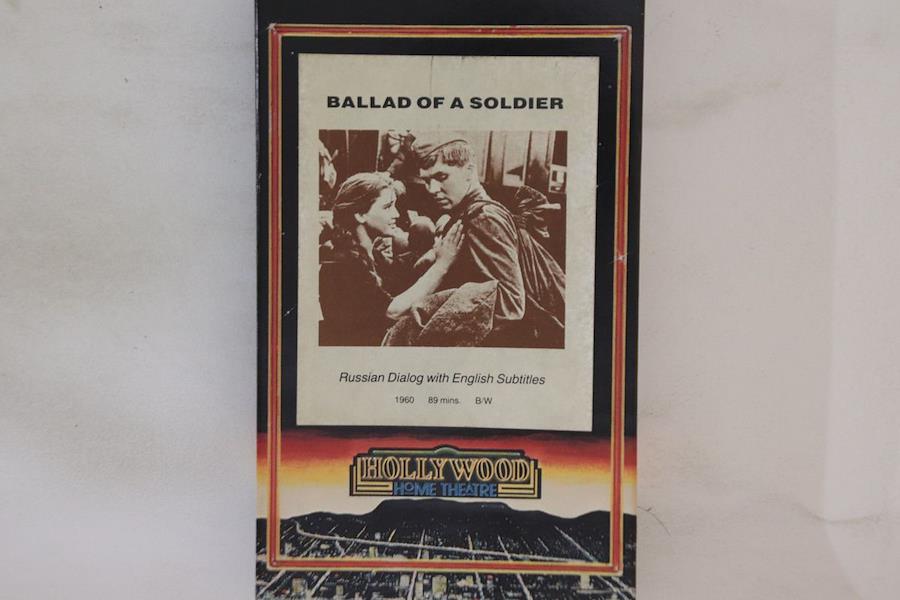 BALLAD OF A SOLDIER
Russian Dialog with English Subtitles
1960 89 mins. B/W
HOLLYWOOD
HOME THEATRE